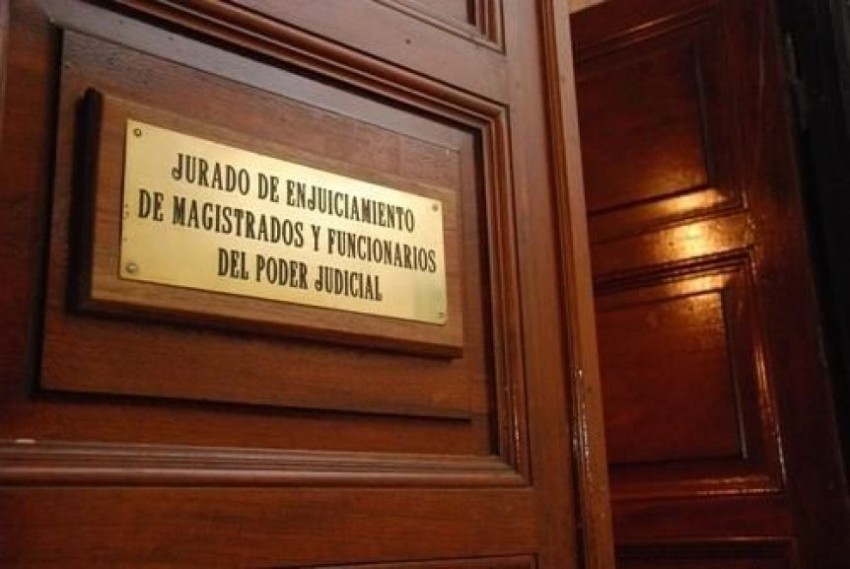 JURADO DE ENJUICIAMIENTO
DE MAGISTRADOS Y FUNCIONARIOS
DEL PODER JUDICIAL